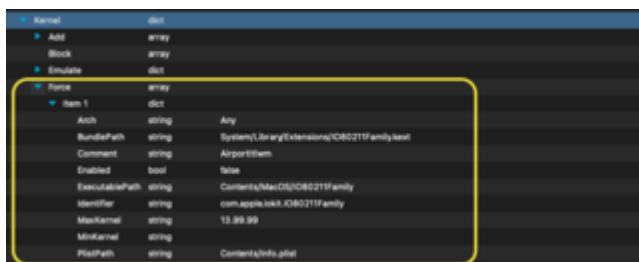 Kernel dict
Add array
Block array
Emulate dict
Force array
Item 1 dict
Arch string Any
BundlePath string System/Library/Extensions/IO80211Family.kext
Comment string Airportitlwm
Enabled bool false
ExecutablePath string Contents/MacOS/IO80211Family
Identifier string com.apple.iokit.IO80211Family
MaxKernel string 13.99.99
MinKernel string
PlistPath string Contents/Info.plist